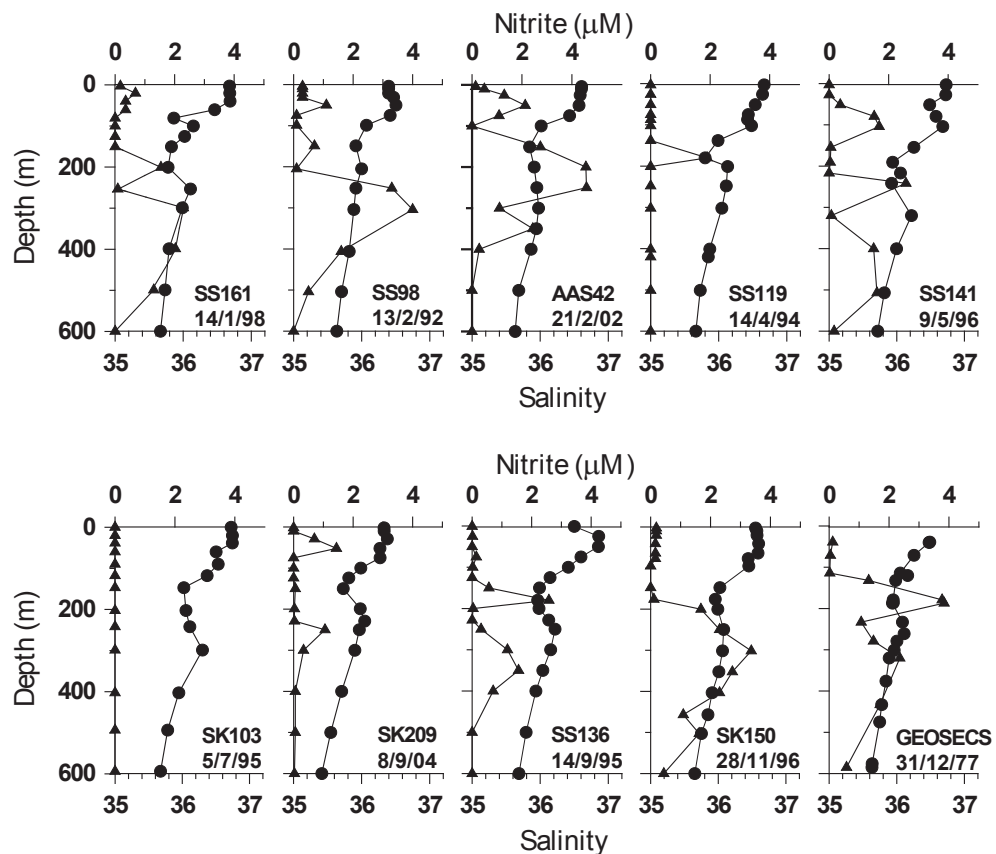 Nitrite (μM)
0 2 4 0 2 4 0 2 4 0 2 4 0 2 4
0
200
400
600
Depth (m)
SS161
14/1/98
SS98
13/2/92
AAS42
21/2/02
SS119
14/4/94
SS141
9/5/96
35 36 37 35 36 37 35 36 37 35 36 37 35 36 37
Salinity
Nitrite (μM)
0 2 4 0 2 4 0 2 4 0 2 4 0 2 4
0
200
400
600
Depth (m)
SK103
5/7/95
SK209
8/9/04
SS136
14/9/95
SK150
28/11/96
GEOSECS
31/12/77
35 36 37 35 36 37 35 36 37 35 36 37 35 36 37
Salinity